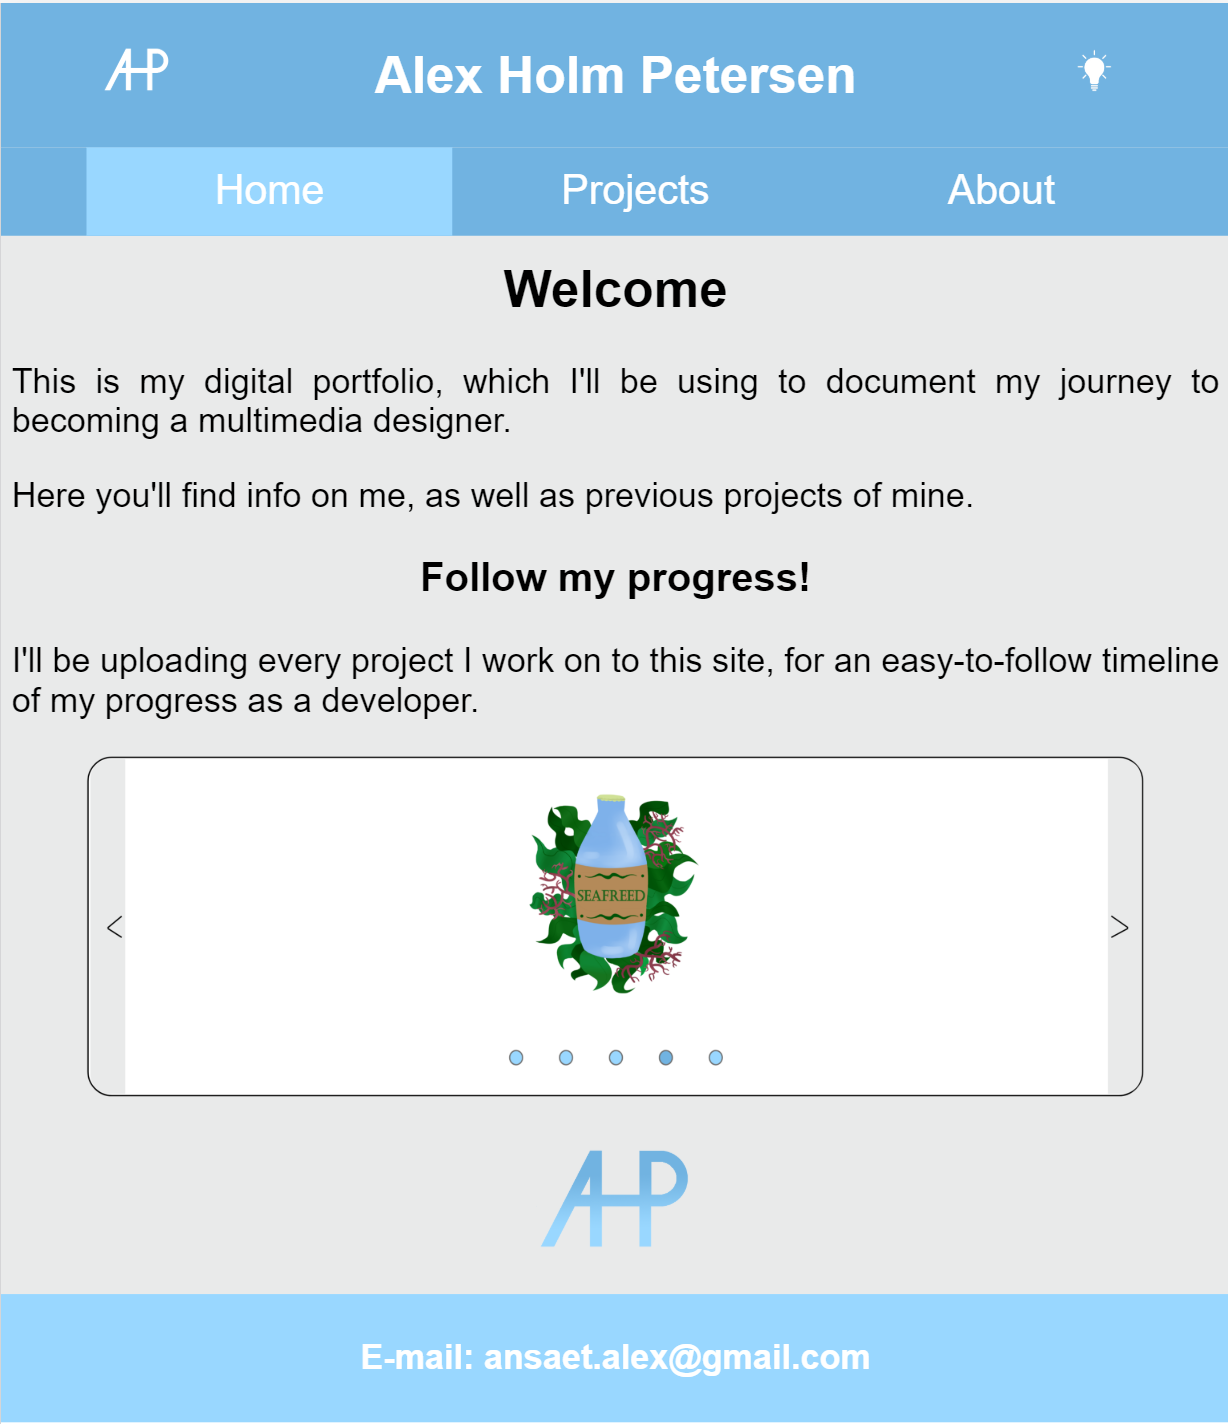 AHP
Alex Holm Petersen
Home
Projects
About
Welcome
This is my digital portfolio, which I'll be using to document my journey to
becoming a multimedia designer.
Here you'll find info on me, as well as previous projects of mine.
Follow my progress!
I'll be uploading every project I work on to this site, for an easy-to-follow timeline
of my progress as a developer.
SEAFREED
<
>
AHP
E-mail: ansaet.alex@gmail.com